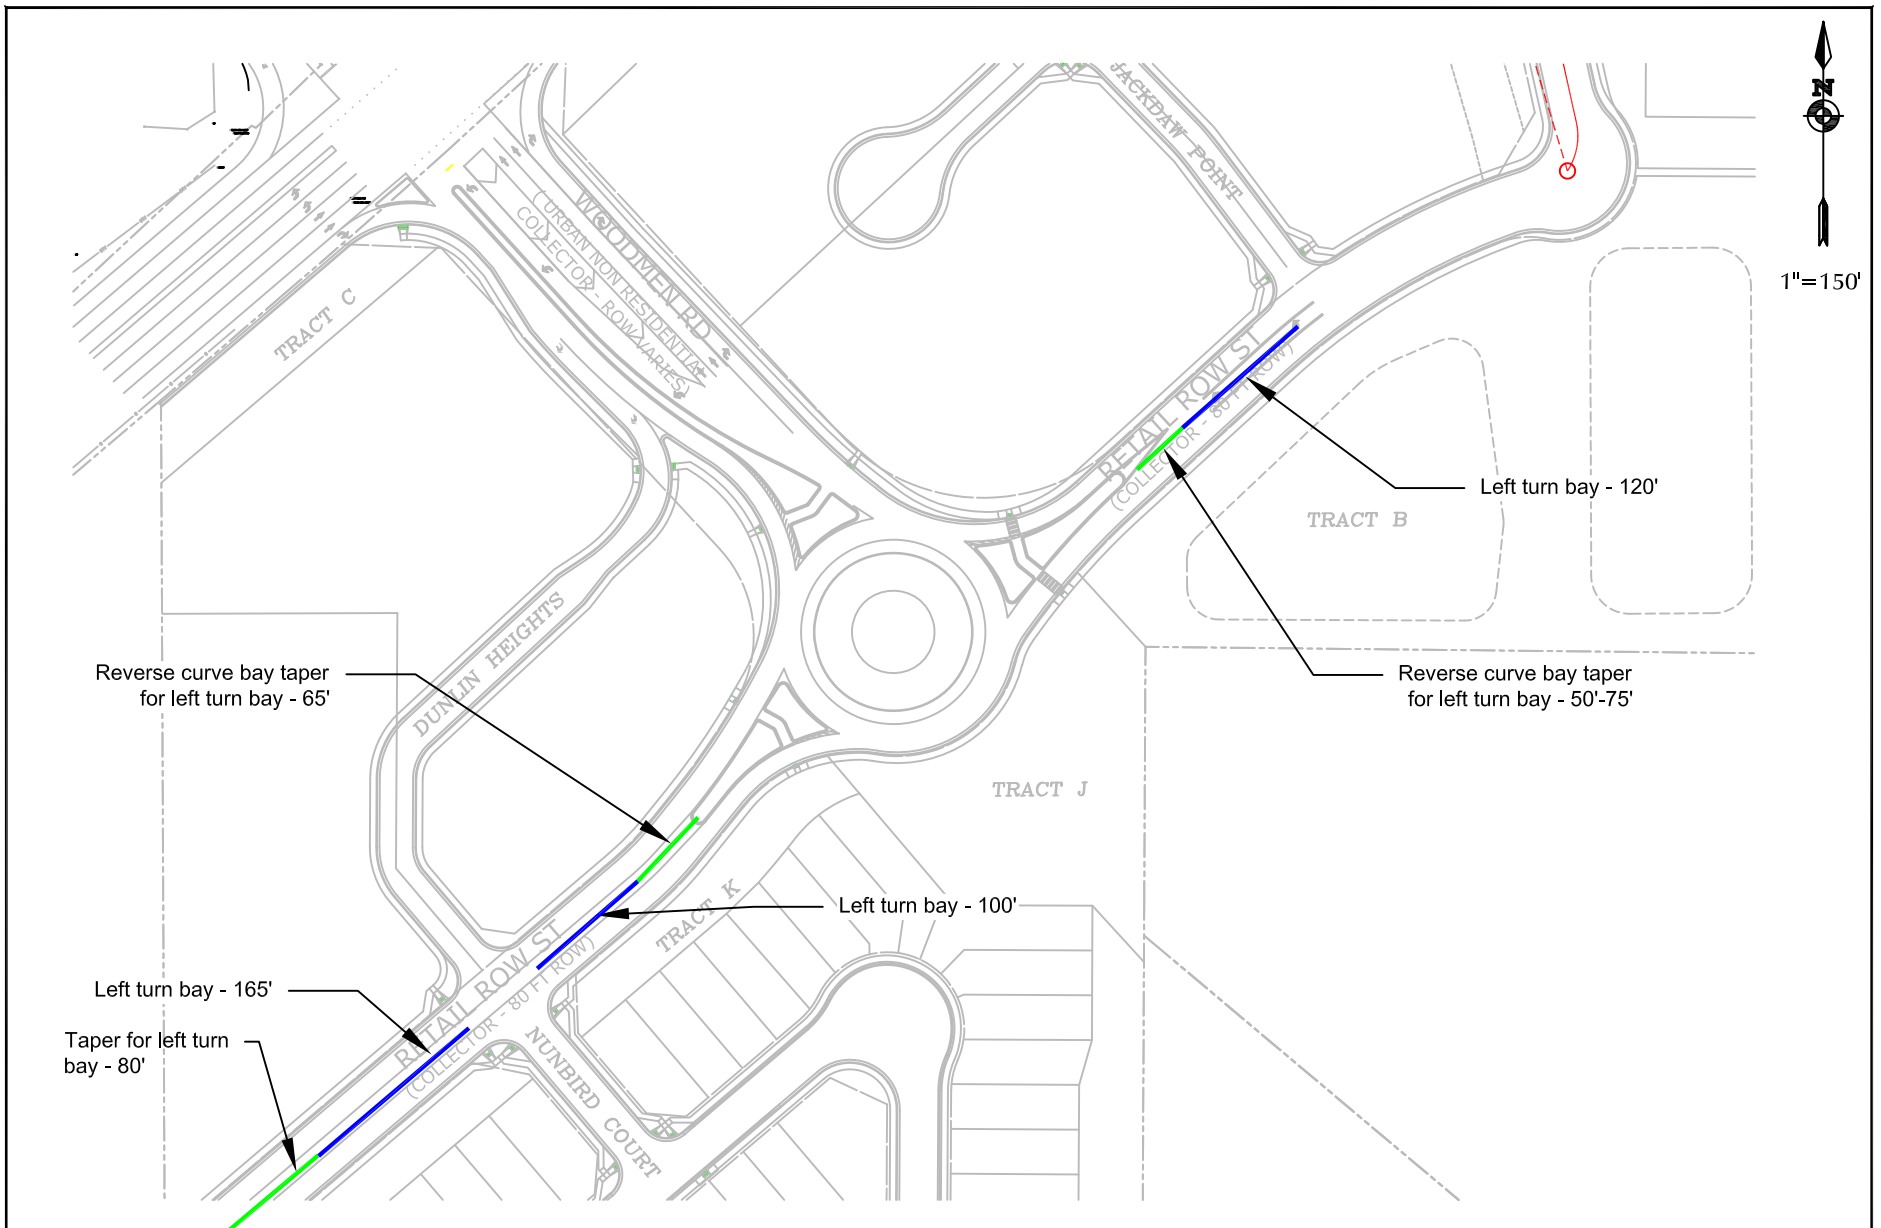 N
1"=150'
JACKDAW POINT
WOODMEN RD
(URBAN NON RESIDENTIAL
COLLECTOR - ROW VARIES)
TRACT C
RETAIL ROW ST
(COLLECTOR - 80 FT ROW)
Left turn bay - 120'
TRACT B
DUNLIN HEIGHTS
Reverse curve bay taper
for left turn bay - 65'
Reverse curve bay taper
for left turn bay - 50'-75'
TRACT J
TRACT K
Left turn bay - 100'
RETAIL ROW ST
(COLLECTOR - 80 FT ROW)
Left turn bay - 165'
Taper for left turn
bay - 80'
NUNBIRD COURT